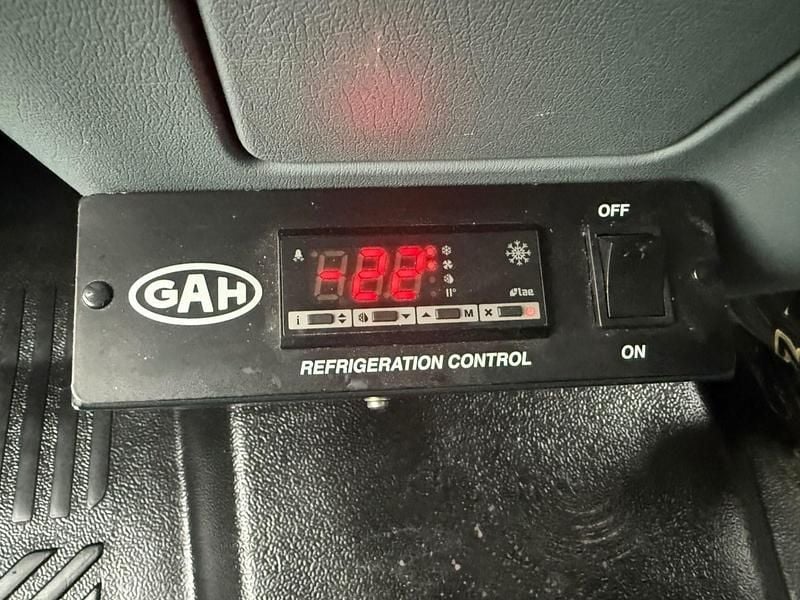 OFF
GAH
-22
lae
i M
REFRIGERATION CONTROL
ON